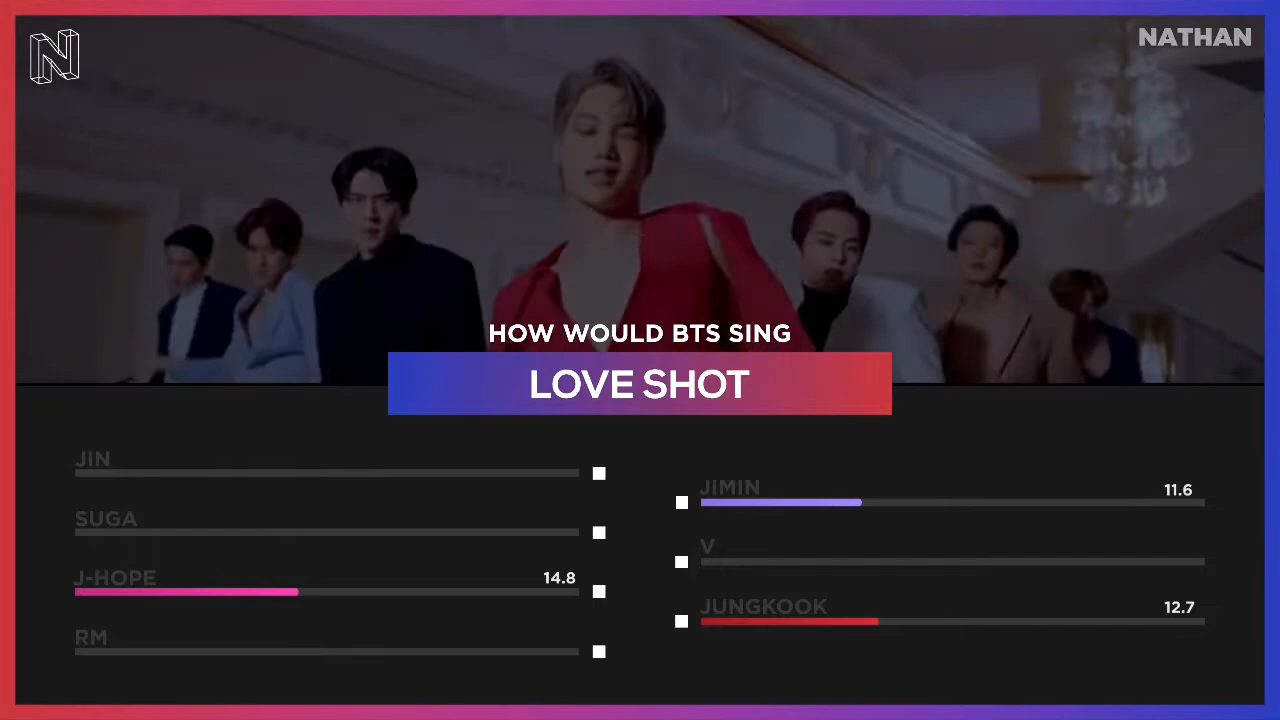 N
NATHAN
HOW WOULD BTS SING
LOVE SHOT
JIN
SUGA
J-HOPE 14.8
RM
JIMIN 11.6
V
JUNGKOOK 12.7